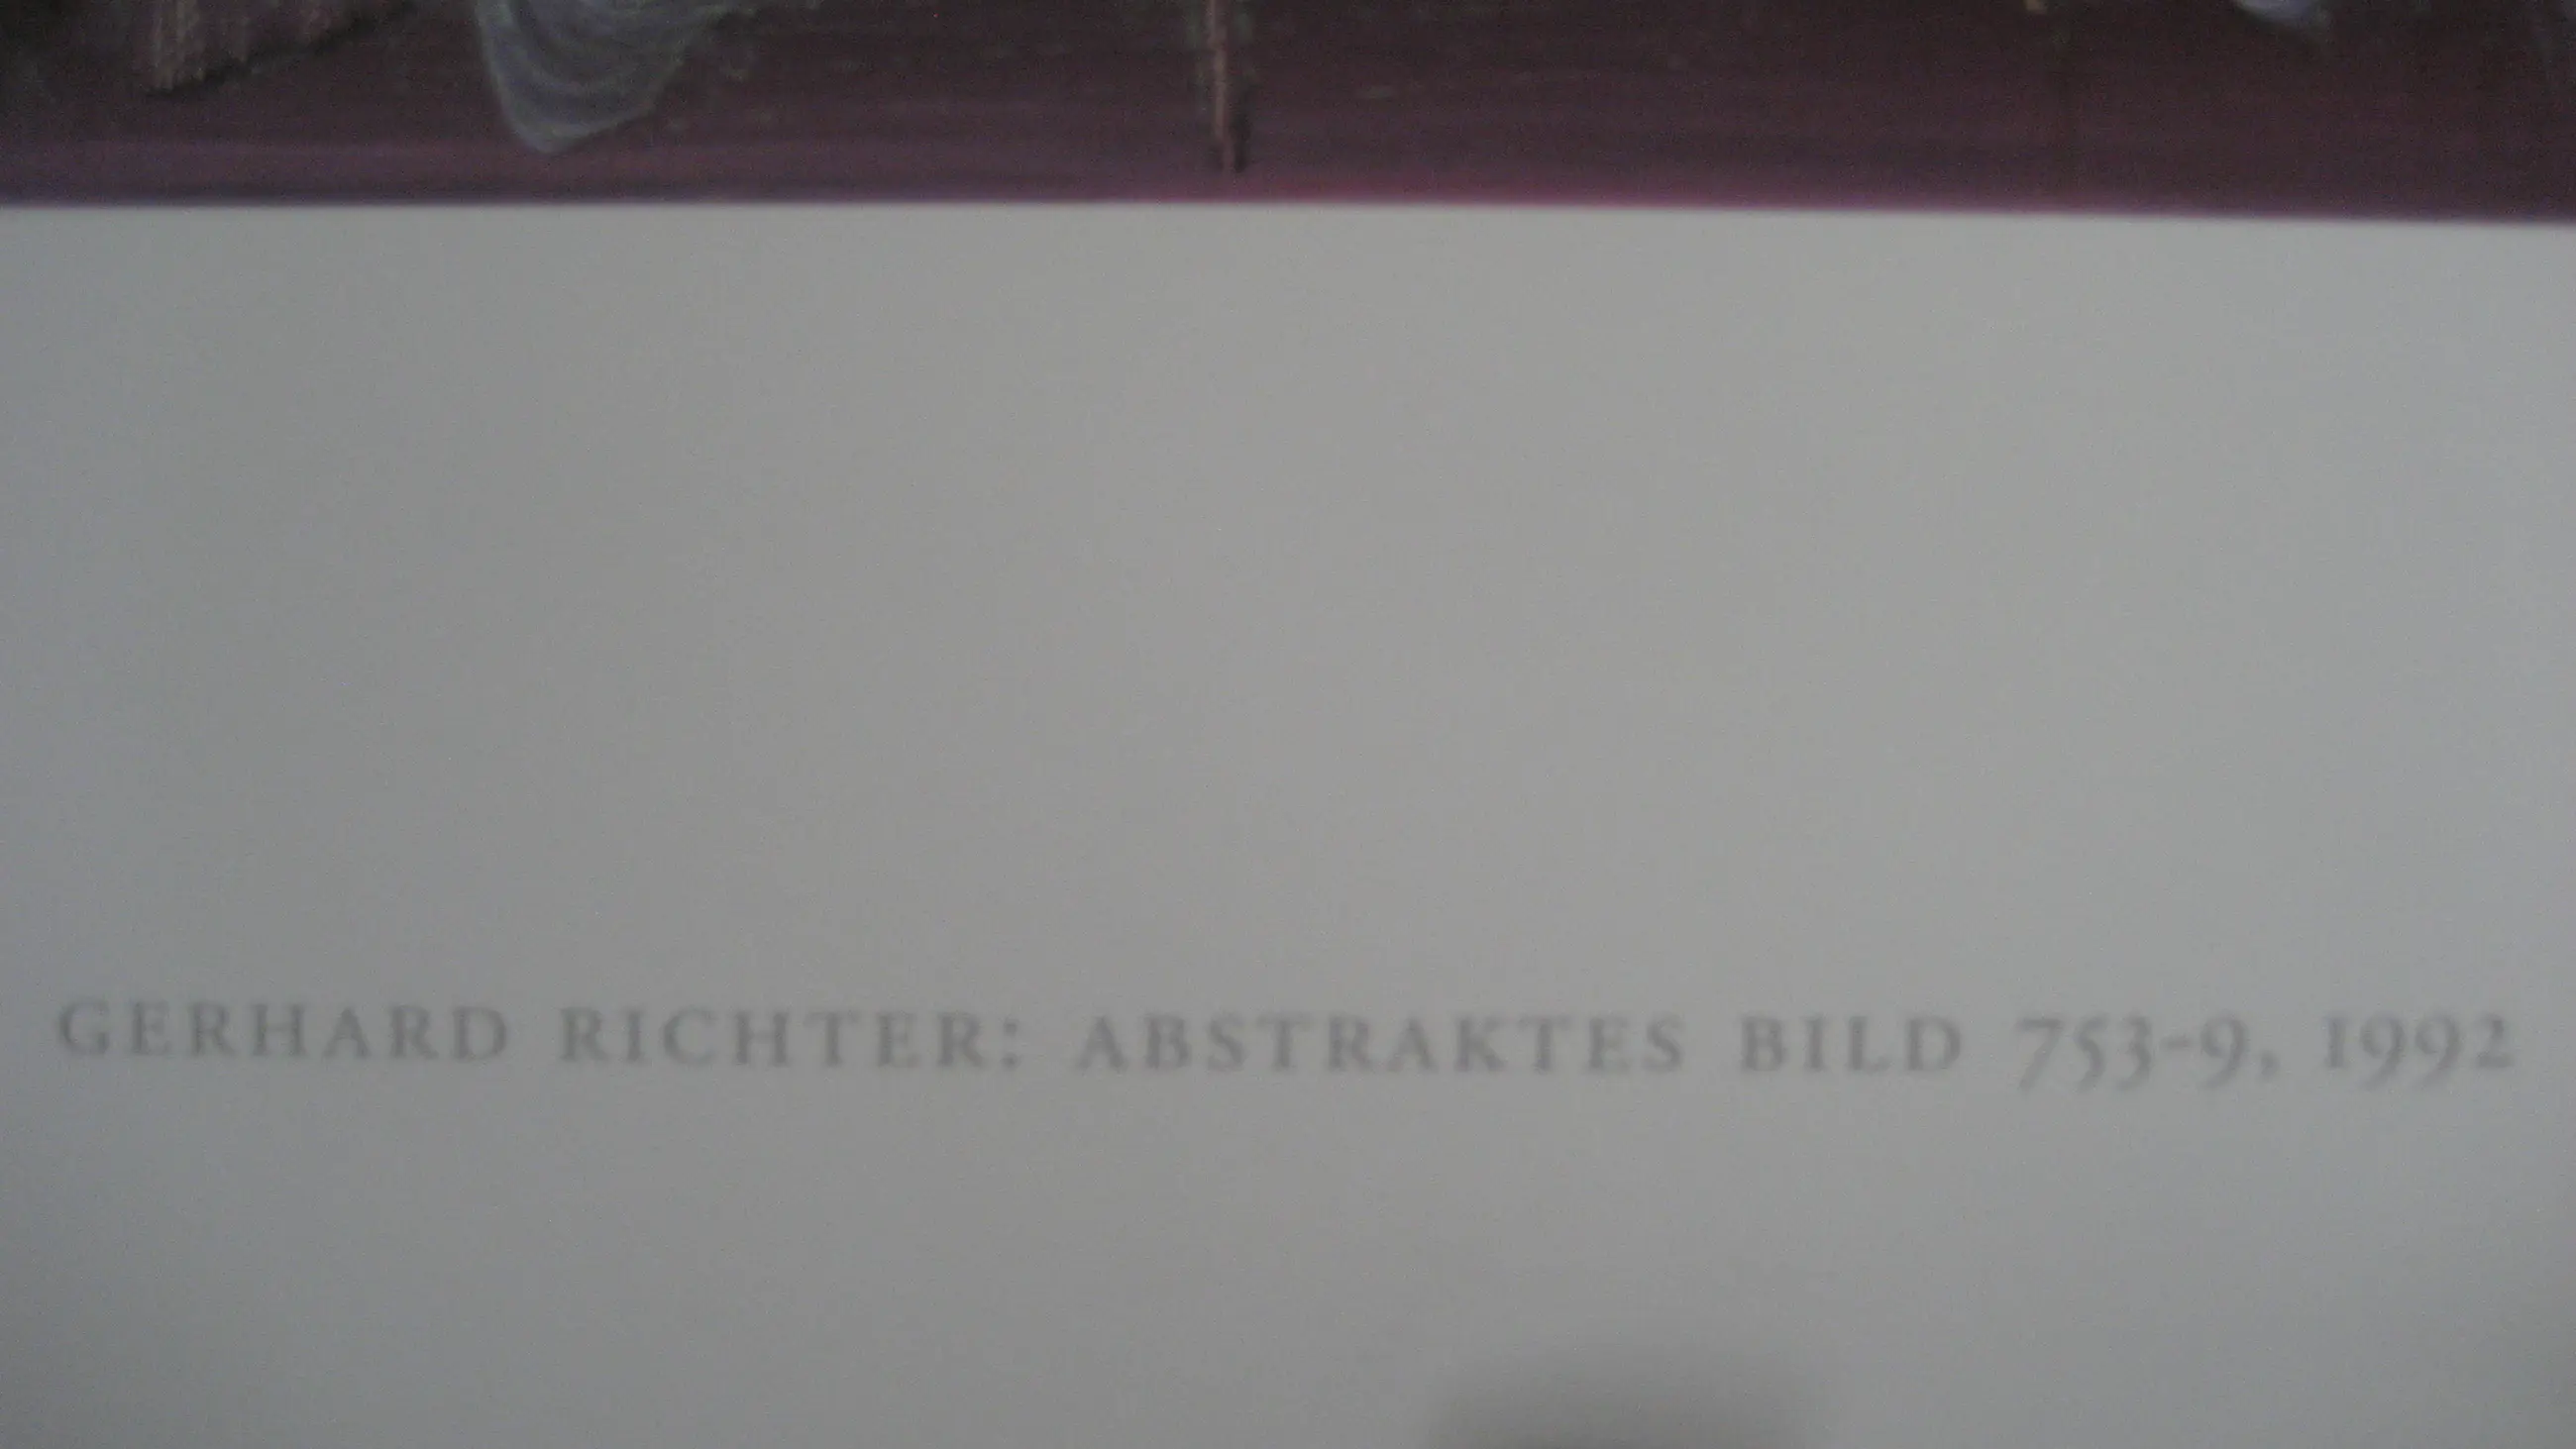 GERHARD RICHTER: ABSTRAKTES BILD 753-9, 1992